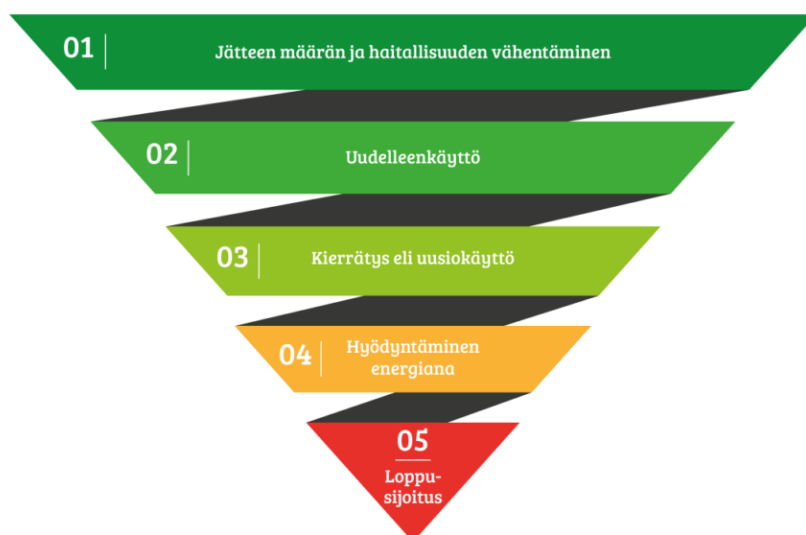 01
Jätteen määrän ja haitallisuuden vähentäminen
02
Uudelleenkäyttö
03
Kierrätys eli uusiokäyttö
04
Hyödyntäminen
energiana
05
Loppu-
sijoitus